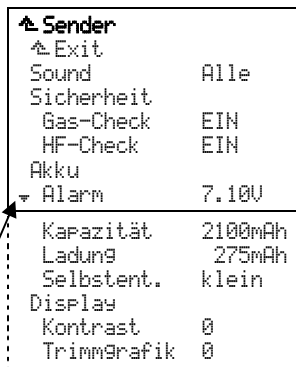 Sender
Exit
Sound Alle
Sicherheit
Gas-Check EIN
HF-Check EIN
Akku
Alarm 7.10V
Kapazität 2100mAh
Ladung 275mAh
Selbstent. klein
Display
Kontrast 0
Trimmgrafik 0